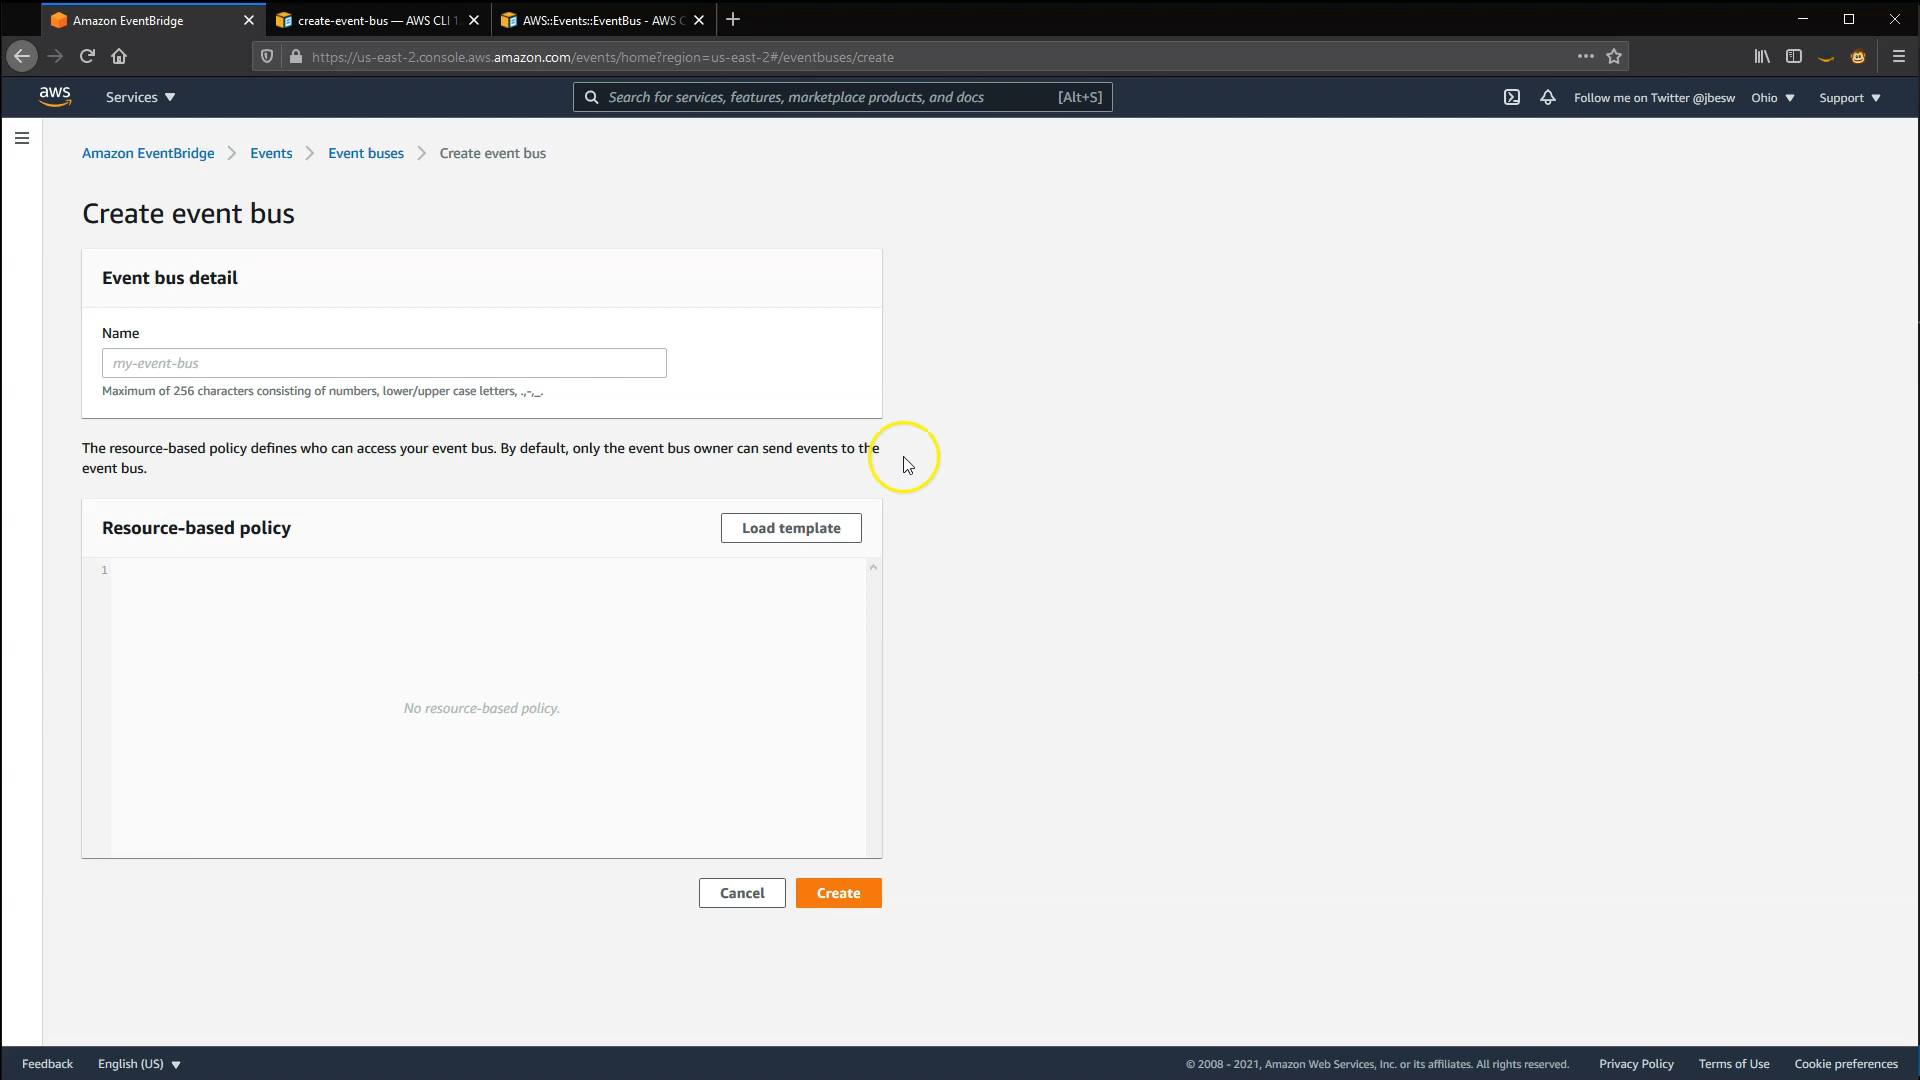 Amazon EventBridge
create-event-bus — AWS CLI 1
AWS::Events::EventBus - AWS C
https://us-east-2.console.aws.amazon.com/events/home?region=us-east-2#/eventbuses/create
aws
Services
Search for services, features, marketplace products, and docs
[Alt+S]
Follow me on Twitter @jbesw
Ohio
Support
Amazon EventBridge
Events
Event buses
Create event bus
Create event bus
Event bus detail
Name
my-event-bus
Maximum of 256 characters consisting of numbers, lower/upper case letters, .,-,_.
The resource-based policy defines who can access your event bus. By default, only the event bus owner can send events to the
event bus.
Resource-based policy
Load template
1
No resource-based policy.
Cancel
Create
Feedback
English (US)
© 2008 - 2021, Amazon Web Services, Inc. or its affiliates. All rights reserved.
Privacy Policy
Terms of Use
Cookie preferences